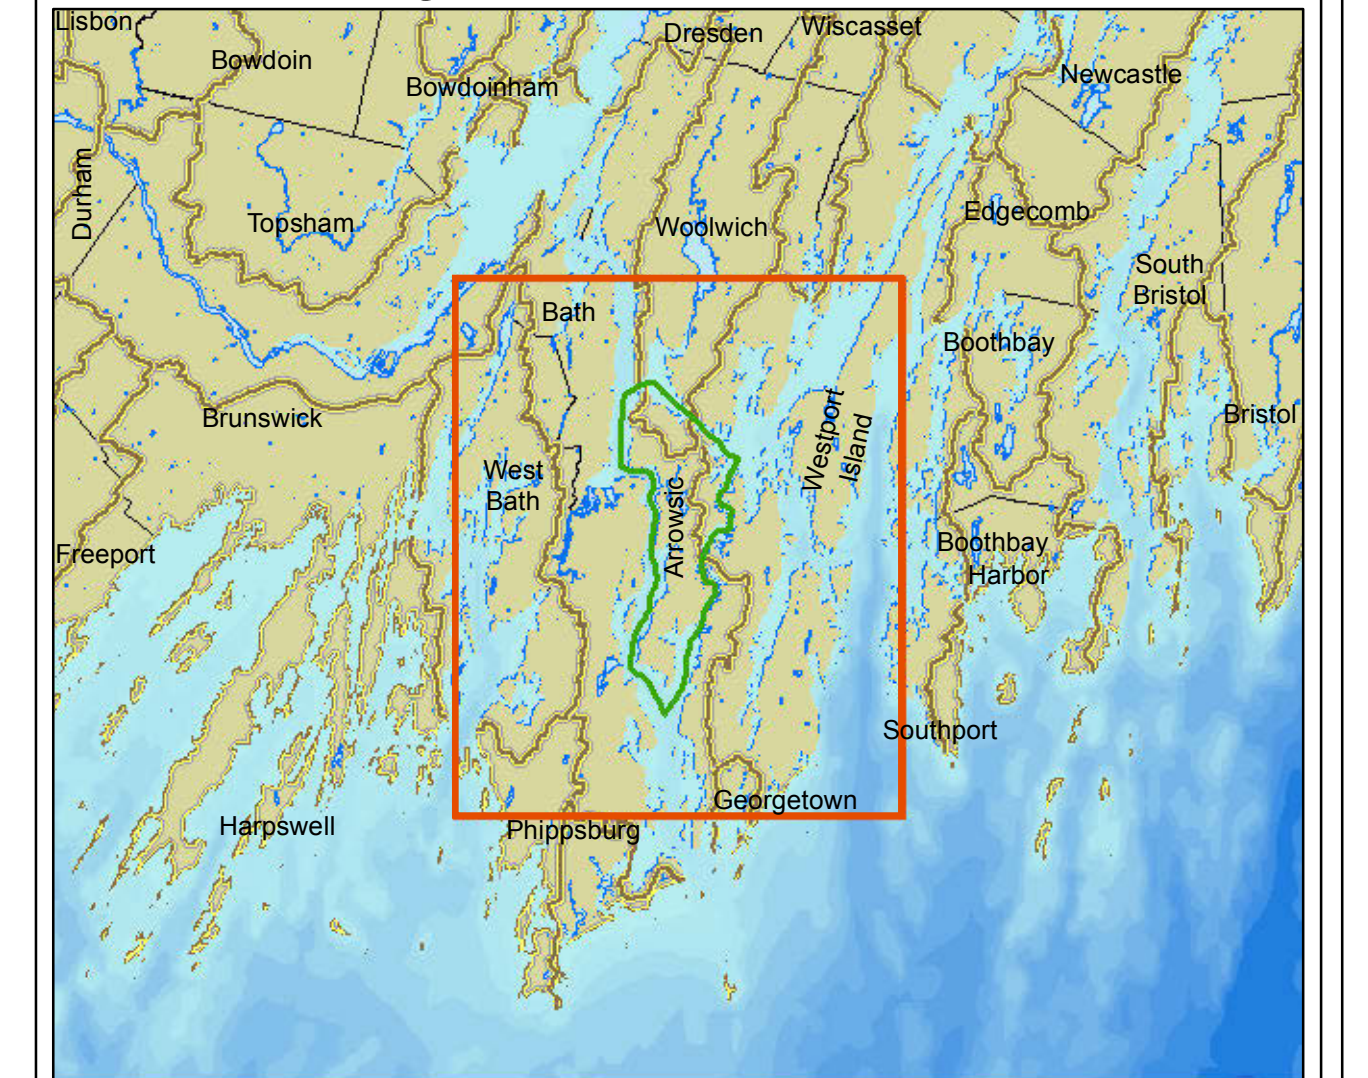 Lisbon
Dresden
Wiscasset
Bowdoin
Bowdoinham
Newcastle
Durham
Topsham
Woolwich
Edgecomb
South
Bristol
Bath
Boothbay
Brunswick
Westport
Island
Bristol
West
Bath
Arrowsic
Freeport
Boothbay
Harbor
Southport
Georgetown
Harpswell
Phippsburg